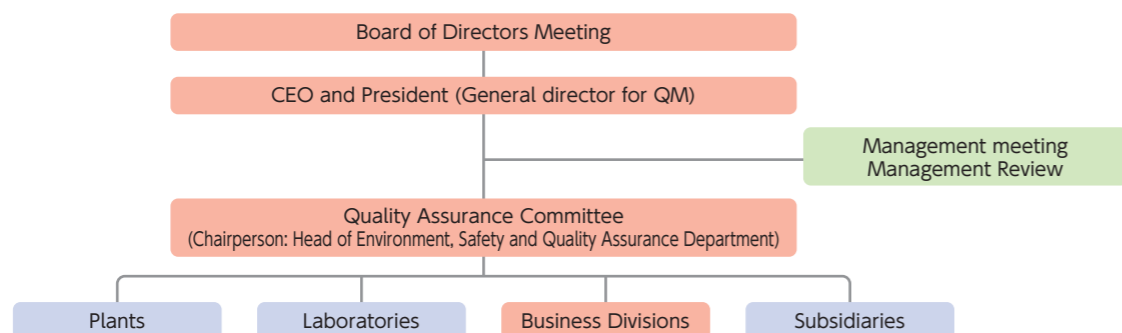 Board of Directors Meeting
CEO and President (General director for QM)
Management meeting
Management Review
Quality Assurance Committee
(Chairperson: Head of Environment, Safety and Quality Assurance Department)
Plants
Laboratories
Business Divisions
Subsidiaries